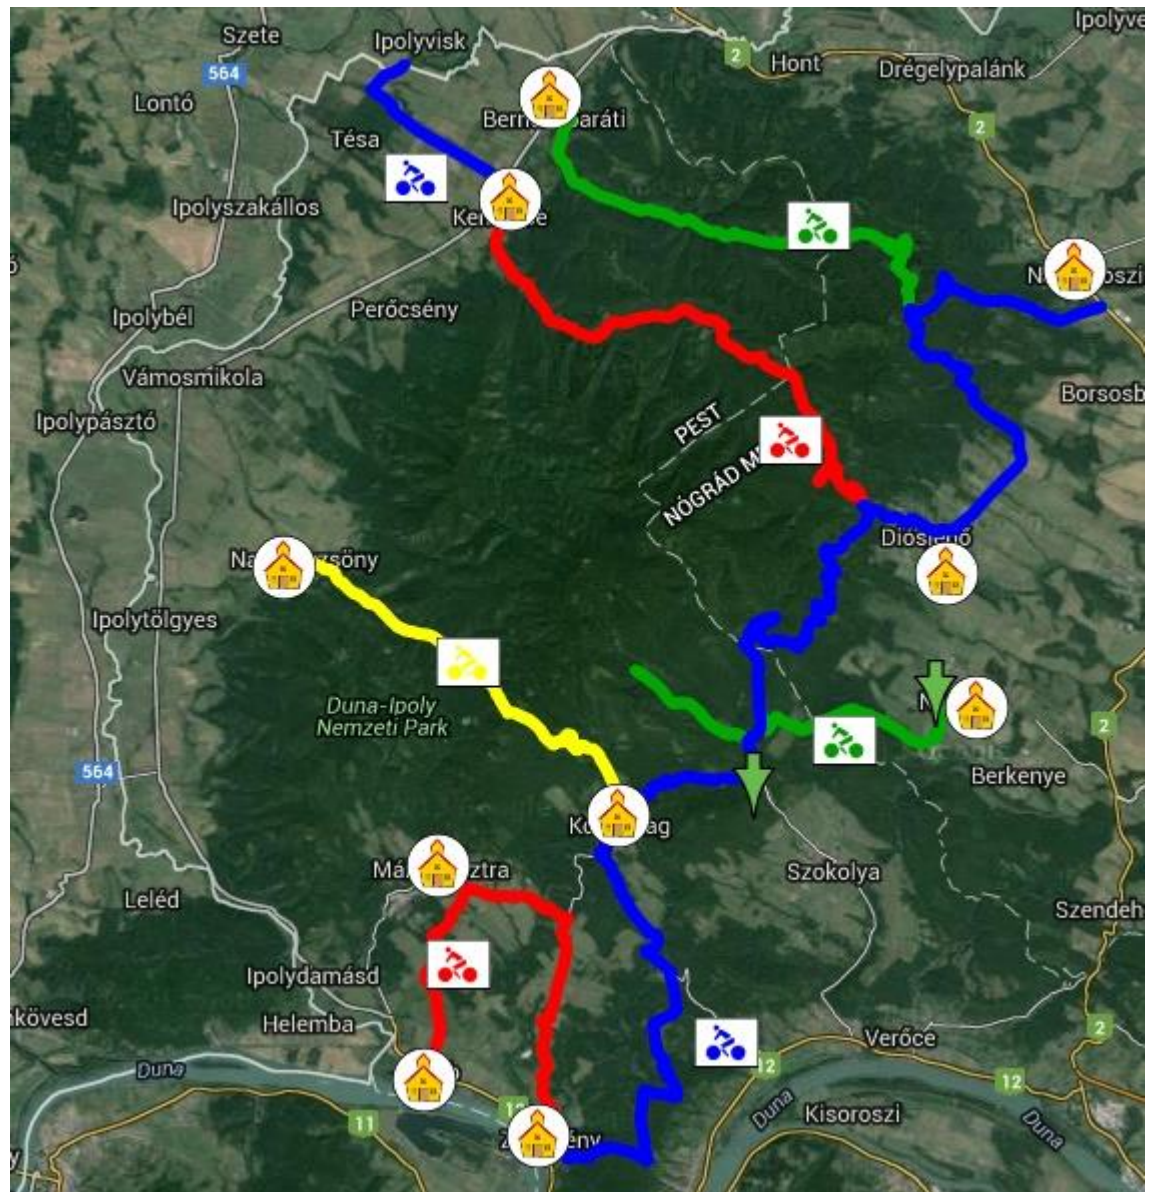 Szete
Ipolyvisk
Ipolyve
564
2
Hont
Drégelypalánk
Lontó
Tésa
2
Ipolyszakállos
Ipolybél
Perőcsény
Vámosmikola
Borsosb
Ipolypásztó
PEST
NÓGRÁD M
Ipolytölgyes
Duna-Ipoly
Nemzeti Park
2
564
Berkenye
Szokolya
Leléd
Szendeh
Ipolydamásd
nkövesd
Helemba
Verőce
2
Duna
12
12
11
Duna
Kisoroszi
Duna